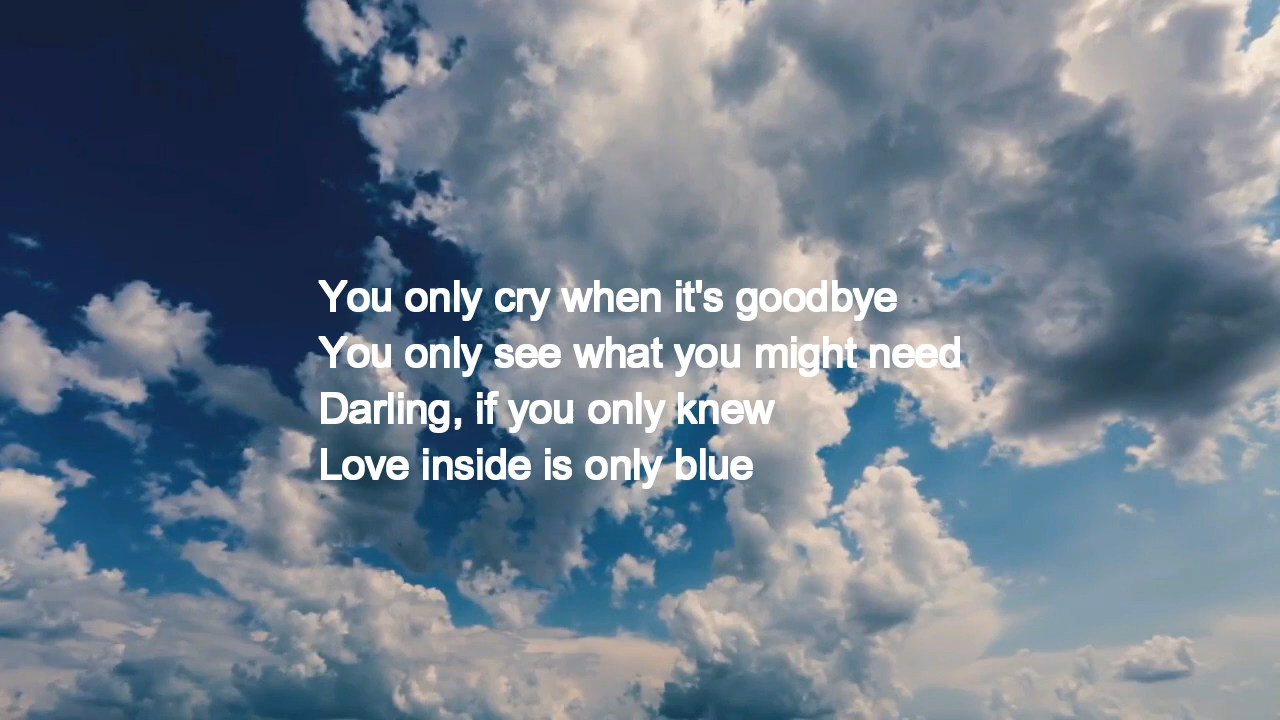 You only cry when it's goodbye
You only see what you might need
Darling, if you only knew
Love inside is only blue